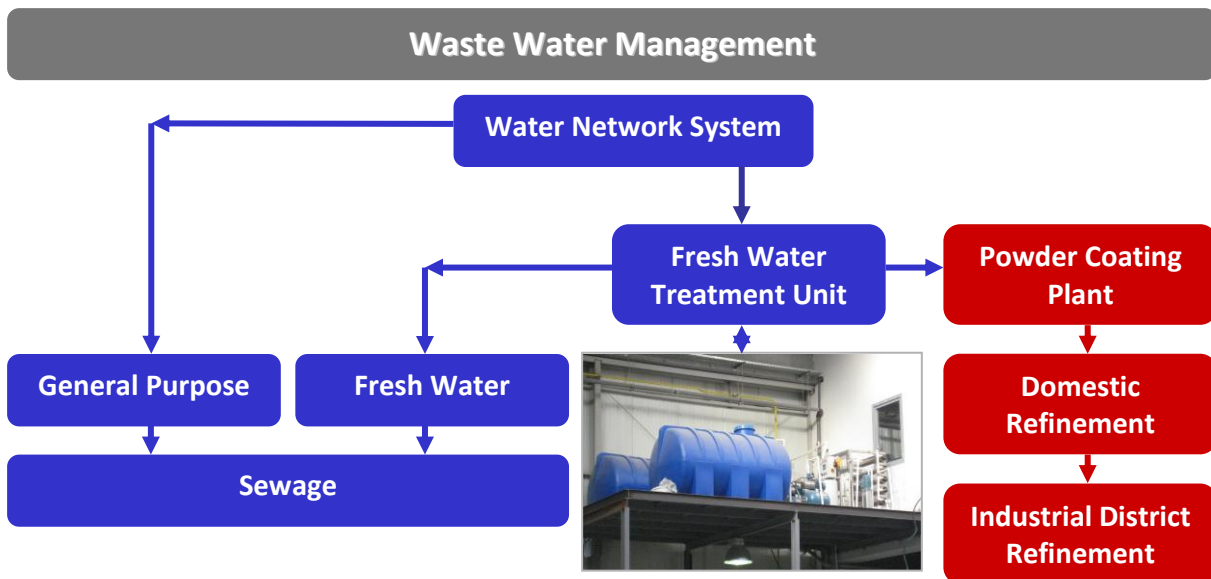 Waste Water Management
Water Network System
Fresh Water
Treatment Unit
Powder Coating
Plant
General Purpose
Fresh Water
Domestic
Refinement
Sewage
Industrial District
Refinement